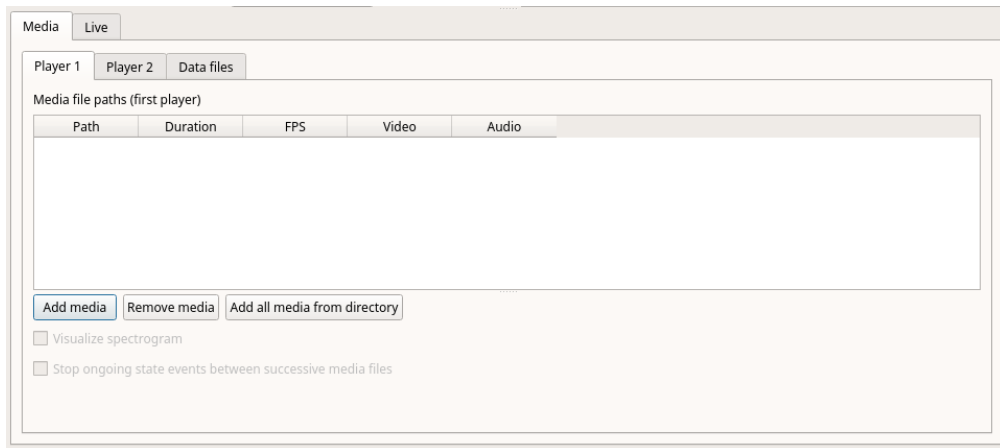 Media Live
Player 1 Player 2 Data files
Media file paths (first player)
Path Duration FPS Video Audio
Add media Remove media Add all media from directory
Visualize spectrogram
Stop ongoing state events between successive media files